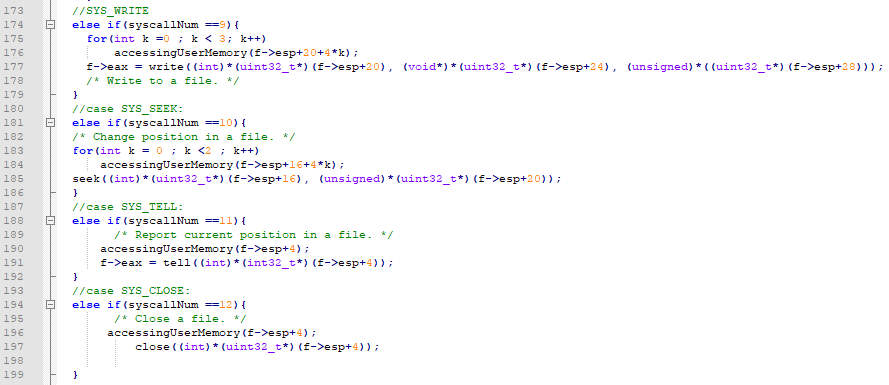 173 //SYS_WRITE
174 else if(syscallNum ==9){
175 for(int k =0 ; k < 3; k++)
176 accessingUserMemory(f->esp+20+4*k);
177 f->eax = write((int)*(uint32_t*)(f->esp+20), (void*)*(uint32_t*)(f->esp+24), (unsigned)*((uint32_t*)(f->esp+28)));
178 /* Write to a file. */
179 }
180 //case SYS_SEEK:
181 else if(syscallNum ==10){
182 /* Change position in a file. */
183 for(int k = 0 ; k <2 ; k++)
184 accessingUserMemory(f->esp+16+4*k);
185 seek((int)*(uint32_t*)(f->esp+16), (unsigned)*(uint32_t*)(f->esp+20));
186 }
187 //case SYS_TELL:
188 else if(syscallNum ==11){
189 /* Report current position in a file. */
190 accessingUserMemory(f->esp+4);
191 f->eax = tell((int)*(int32_t*)(f->esp+4));
192 }
193 //case SYS_CLOSE:
194 else if(syscallNum ==12){
195 /* Close a file. */
196 accessingUserMemory(f->esp+4);
197 close((int)*(uint32_t*)(f->esp+4));
198
199 }